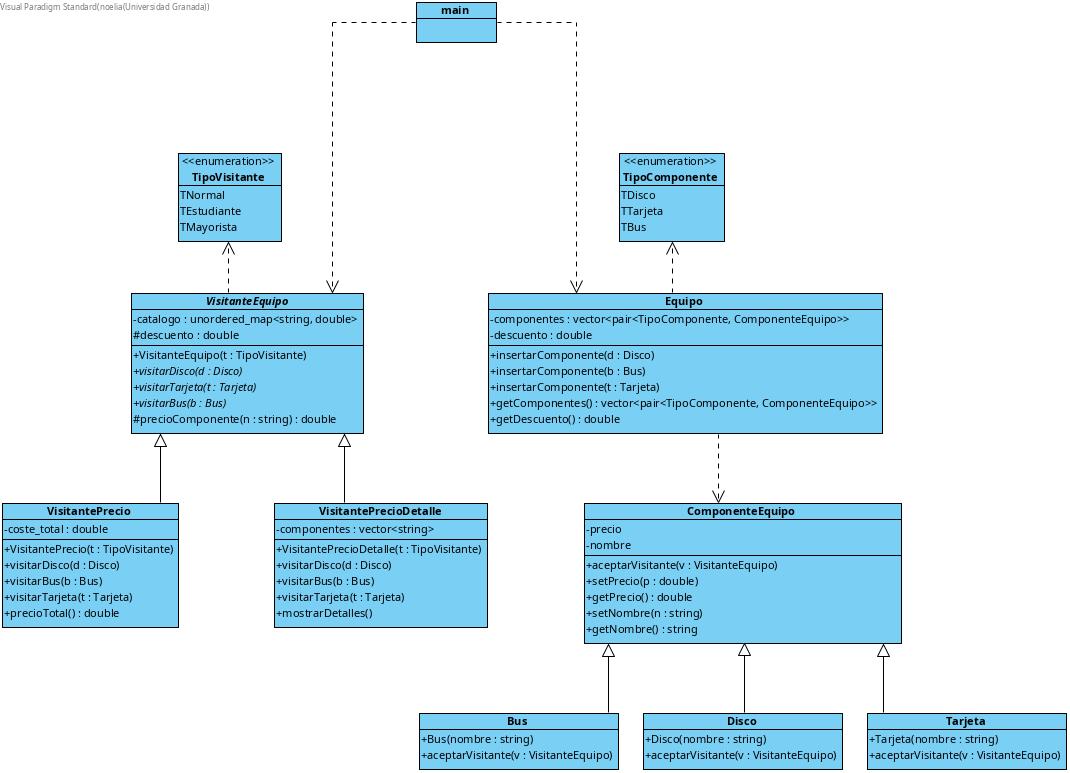 Visual Paradigm Standard(noelia(Universidad Granada))
main
<<enumeration>>
TipoVisitante
TNormal
TEstudiante
TMayorista
<<enumeration>>
TipoComponente
TDisco
TTarjeta
TBus
VisitanteEquipo
-catalogo : unordered_map<string, double>
#descuento : double
+VisitanteEquipo(t : TipoVisitante)
+visitarDisco(d : Disco)
+visitarTarjeta(t : Tarjeta)
+visitarBus(b : Bus)
#precioComponente(n : string) : double
Equipo
-componentes : vector<pair<TipoComponente, ComponenteEquipo>>
-descuento : double
+insertarComponente(d : Disco)
+insertarComponente(b : Bus)
+insertarComponente(t : Tarjeta)
+getComponentes() : vector<pair<TipoComponente, ComponenteEquipo>>
+getDescuento() : double
VisitantePrecio
-coste_total : double
+VisitantePrecio(t : TipoVisitante)
+visitarDisco(d : Disco)
+visitarBus(b : Bus)
+visitarTarjeta(t : Tarjeta)
+precioTotal() : double
VisitantePrecioDetalle
-componentes : vector<string>
+VisitantePrecioDetalle(t : TipoVisitante)
+visitarDisco(d : Disco)
+visitarBus(b : Bus)
+visitarTarjeta(t : Tarjeta)
+mostrarDetalles()
ComponenteEquipo
-precio
-nombre
+aceptarVisitante(v : VisitanteEquipo)
+setPrecio(p : double)
+getPrecio() : double
+setNombre(n : string)
+getNombre() : string
Bus
+Bus(nombre : string)
+aceptarVisitante(v : VisitanteEquipo)
Disco
+Disco(nombre : string)
+aceptarVisitante(v : VisitanteEquipo)
Tarjeta
+Tarjeta(nombre : string)
+aceptarVisitante(v : VisitanteEquipo)